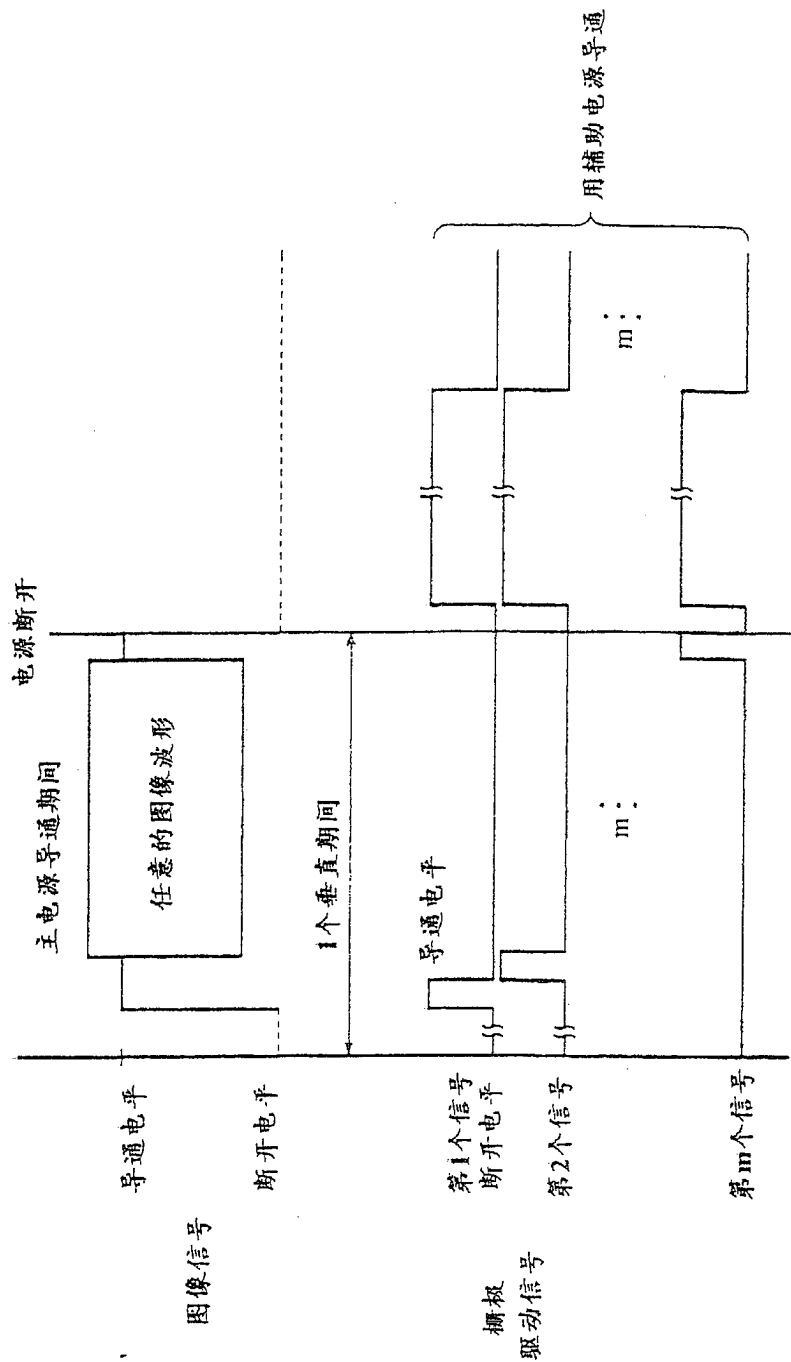 电源断开
主电源导通期间
任意的图像波形
导通电平
断开电平
图像信号
1个垂直期间
导通电平
用辅助电源导通
第1个信号
断开电平
第2个信号
m
m
第m个信号
栅极
驱动信号